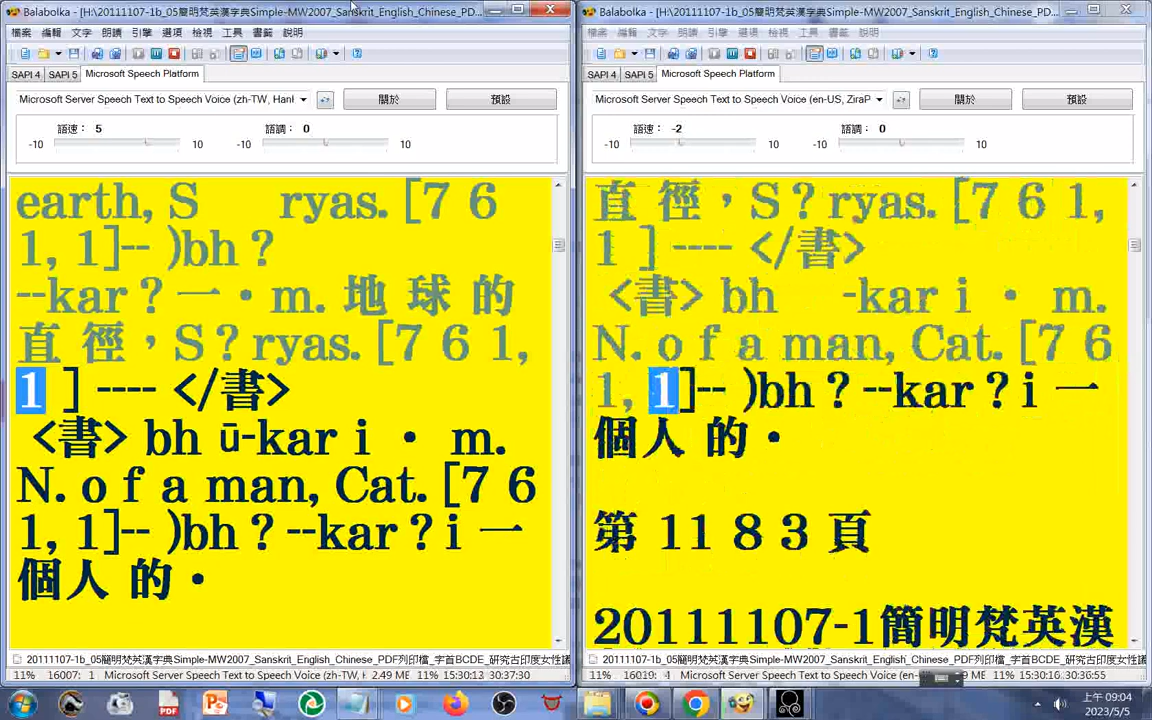 Balabolka - [H:\20111107-1b_05簡明梵英漢字典Simple-MW2007_Sanskrit_English_Chinese_PD...
檔案 編輯 文字 朗讀 引擎 選項 檢視 工具 書籤 說明
SAPI 4 SAPI 5 Microsoft Speech Platform
Microsoft Server Speech Text to Speech Voice (zh-TW, Hanl
關於 預設
語速： 5 語調： 0
-10 10 -10 10
earth, S ryas. [7 6
1, 1]-- )bh ?
--kar ? 一 • m. 地 球 的
直 徑，S ? ryas. [7 6 1,
1 ] ---- </書>
<書> bh ū-kar i • m.
N. o f a man, Cat. [7 6
1, 1]-- )bh ? --kar ? i 一
個人 的 •
20111107-1b_05簡明梵英漢字典Simple-MW2007_Sanskrit_English_Chinese_PDF列印檔_字首BCDE_研究古印度女性議
11% 16007: 1 Microsoft Server Speech Text to Speech Voice (zh-TW, H 2.49 MB 11% 15:30:13 30:37:30
Balabolka - [H:\20111107-1b_05簡明梵英漢字典Simple-MW2007_Sanskrit_English_Chinese_PD...
檔案 編輯 文字 朗讀 引擎 選項 檢視 工具 書籤 說明
SAPI 4 SAPI 5 Microsoft Speech Platform
Microsoft Server Speech Text to Speech Voice (en-US, ZiraP
關於 預設
語速： -2 語調： 0
-10 10 -10 10
直 徑，S ? ryas. [7 6 1,
1 ] ---- </書>
<書> bh -kar i • m.
N. o f a man, Cat. [7 6
1, 1]-- )bh ? --kar ? i 一
個人 的 •
第 11 8 3 頁
20111107-1簡明梵英漢
20111107-1b_05簡明梵英漢字典Simple-MW2007_Sanskrit_English_Chinese_PDF列印檔_字首BCDE_研究古印度女性議
11% 16019: 4 Microsoft Server Speech Text to Speech Voice (en- 11% 15:30:16 30:36:55
PDF
上午 09:04
2023/5/5